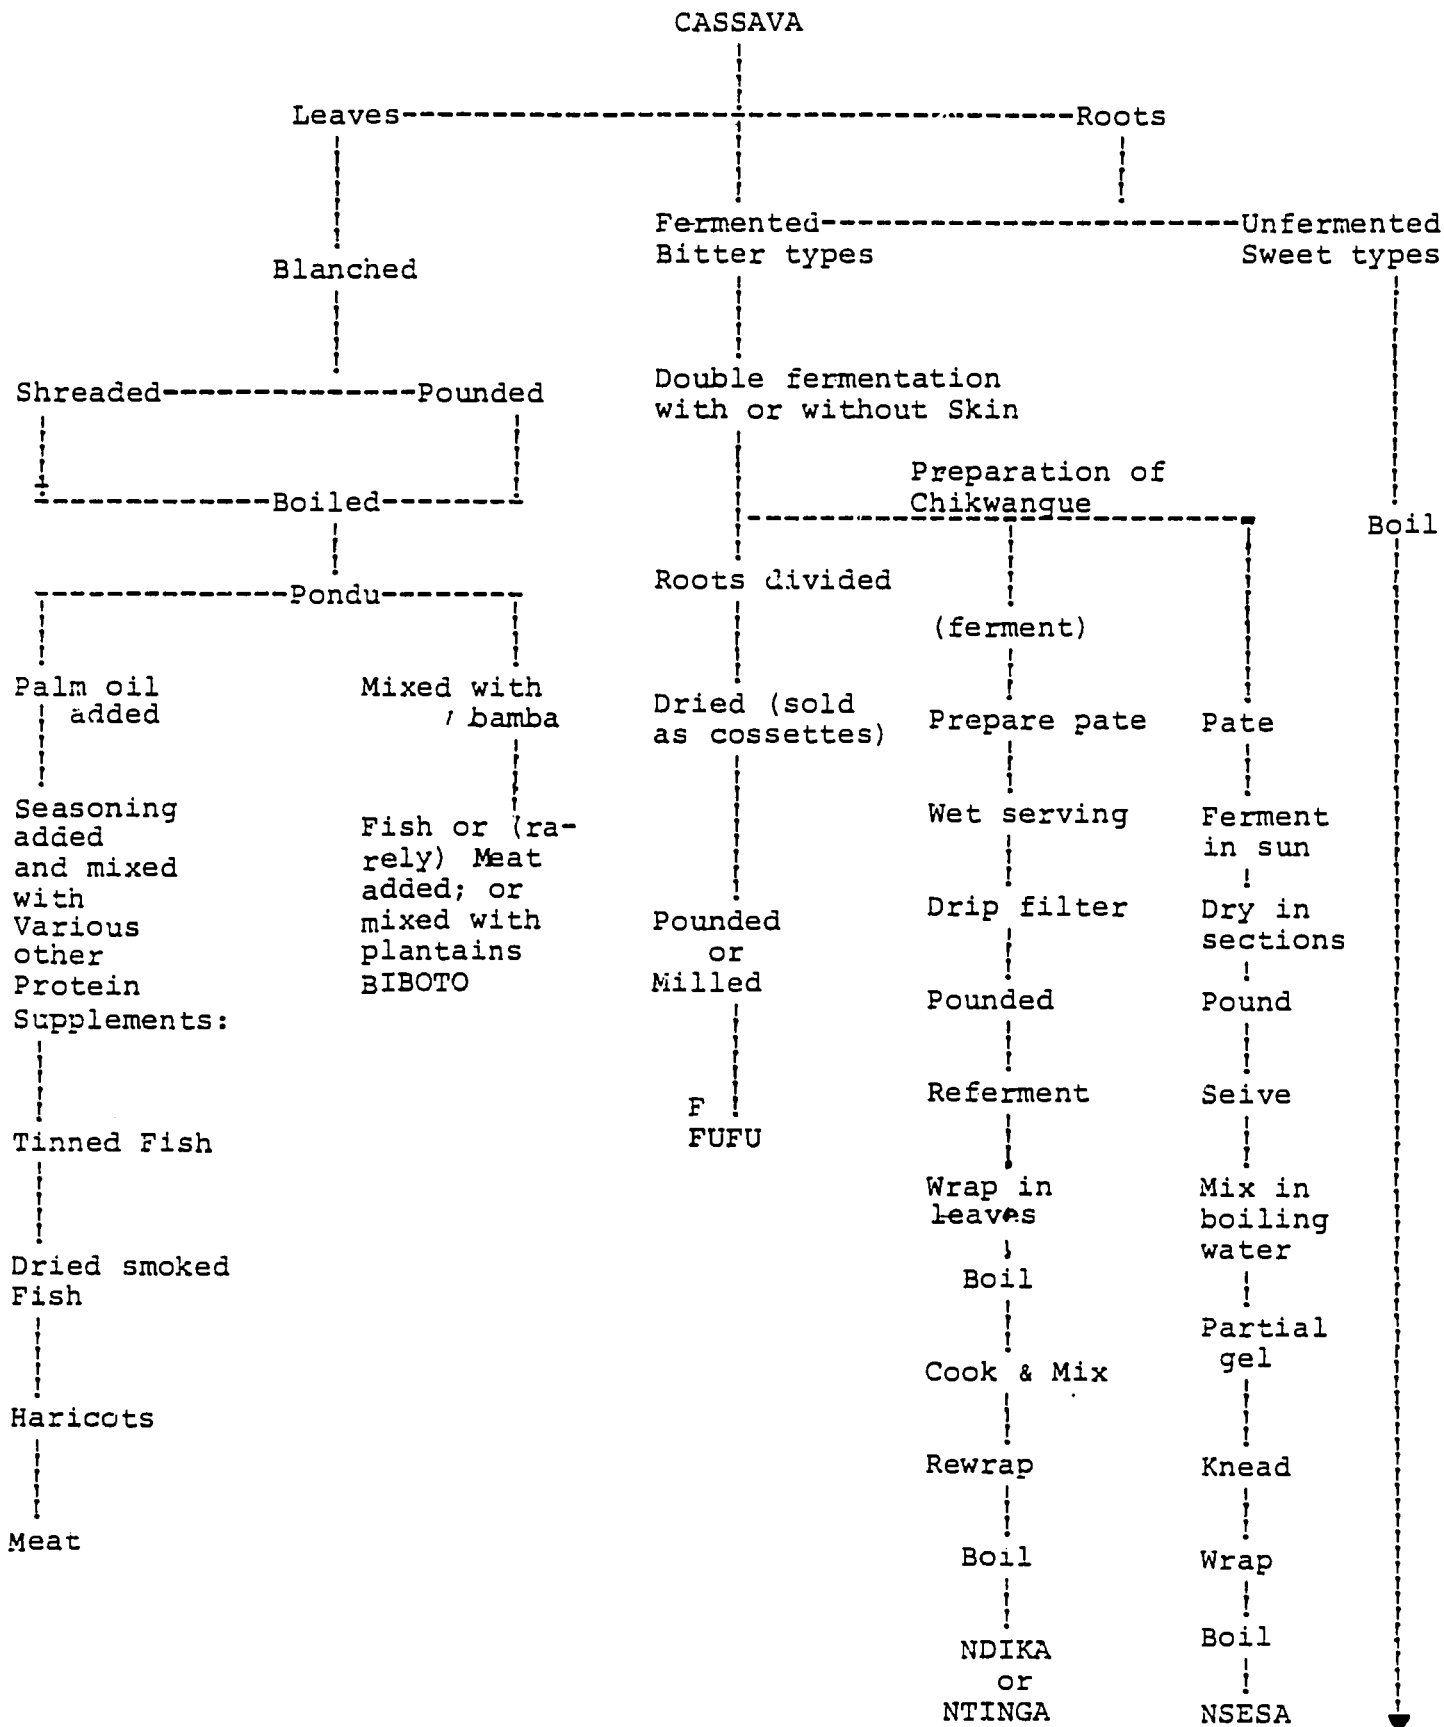 CASSAVA
Leaves
Roots
Fermented
Bitter types
Unfermented
Sweet types
Blanched
Shreaded
Pounded
Boiled
Pondu
Palm oil
added
Seasoning
added
and mixed
with
Various
other
Protein
Supplements:
Tinned Fish
Dried smoked
Fish
Haricots
Meat
Mixed with
bamba
Fish or (ra-
rely) Meat
added; or
mixed with
plantains
BIBOTO
Double fermentation
with or without Skin
Roots divided
Dried (sold
as cossettes)
Pounded
or
Milled
F
FUFU
Preparation of
Chikwangue
(ferment)
Prepare pate
Wet serving
Drip filter
Pounded
Referment
Wrap in
leaves
Boil
Cook & Mix
Rewrap
Boil
NDIKA
or
NTINGA
Pate
Ferment
in sun
Dry in
sections
Pound
Seive
Mix in
boiling
water
Partial
gel
Knead
Wrap
Boil
NSESA
Boil